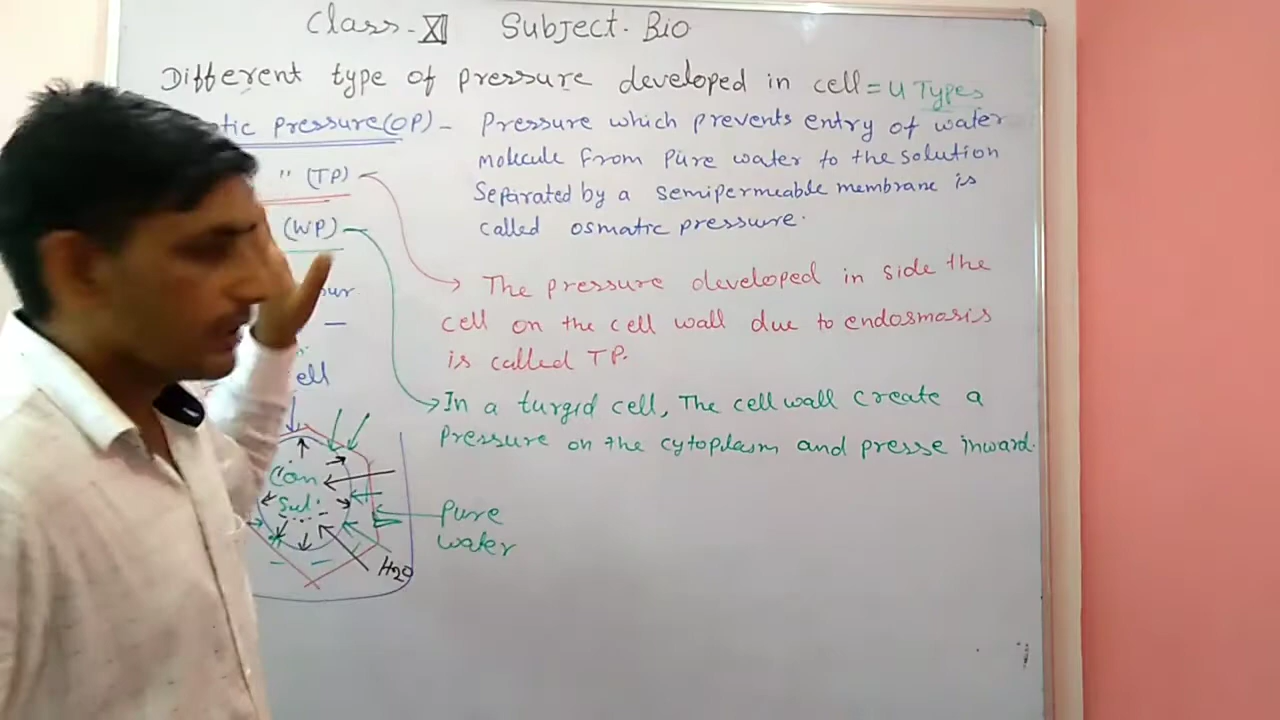 Class-XI Subject. Bio
Different type of pressure developed in cell = 4 Types
tic Pressure(OP) - Pressure which prevents entry of water
molecule from pure water to the solution
Separated by a semipermeable membrane is
called osmatic pressure.
" (TP)
(WP)
The pressure developed in side the
cell on the cell wall due to endosmosis
is called TP.
ell
In a turgid cell, The cell wall create a
Pressure on the cytoplasm and presse inward.
Con
Sul.
Pure
water
H2O